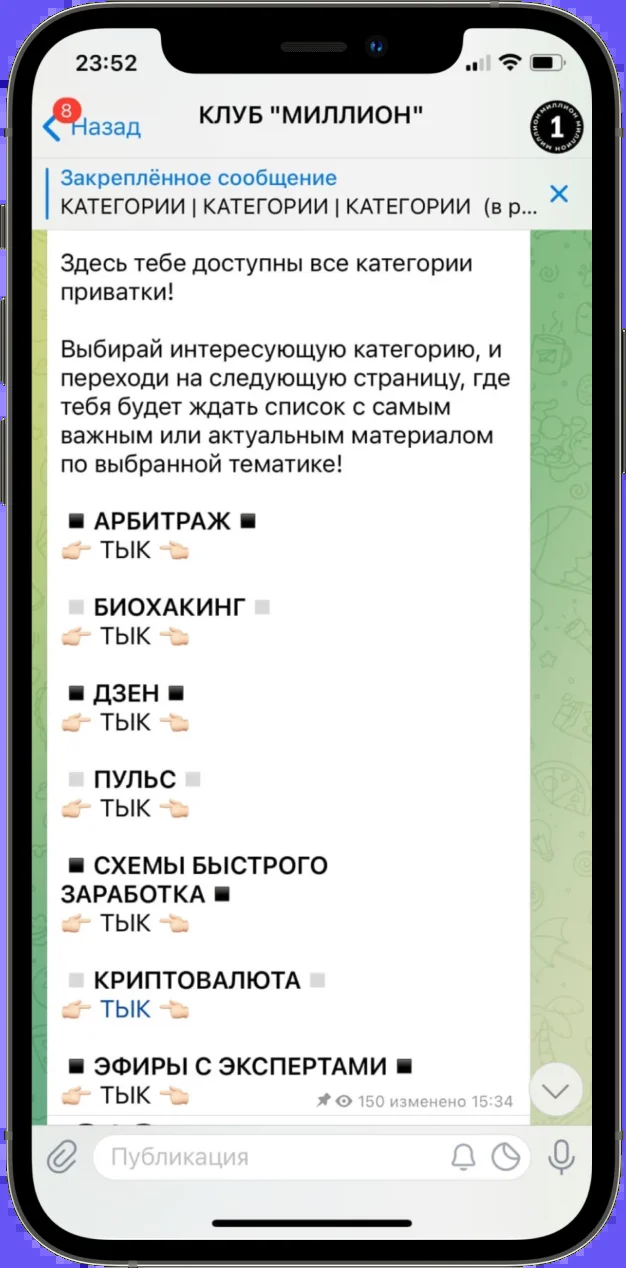 23:52
8
Назад
КЛУБ "МИЛЛИОН"
МИЛЛИОН МИЛЛИОН МИЛЛИОН
1
Закреплённое сообщение
КАТЕГОРИИ | КАТЕГОРИИ | КАТЕГОРИИ (в р...
Здесь тебе доступны все категории
приватки!
Выбирай интересующую категорию, и
переходи на следующую страницу, где
тебя будет ждать список с самым
важным или актуальным материалом
по выбранной тематике!
◾ АРБИТРАЖ ◾
👉🏻 ТЫК 👈🏻
◽ БИОХАКИНГ ◽
👉🏻 ТЫК 👈🏻
◾ ДЗЕН ◾
👉🏻 ТЫК 👈🏻
◽ ПУЛЬС ◽
👉🏻 ТЫК 👈🏻
◾ СХЕМЫ БЫСТРОГО
ЗАРАБОТКА ◾
👉🏻 ТЫК 👈🏻
◽ КРИПТОВАЛЮТА ◽
👉🏻 ТЫК 👈🏻
◾ ЭФИРЫ С ЭКСПЕРТАМИ ◾
👉🏻 ТЫК 👈🏻
150 изменено 15:34
Публикация